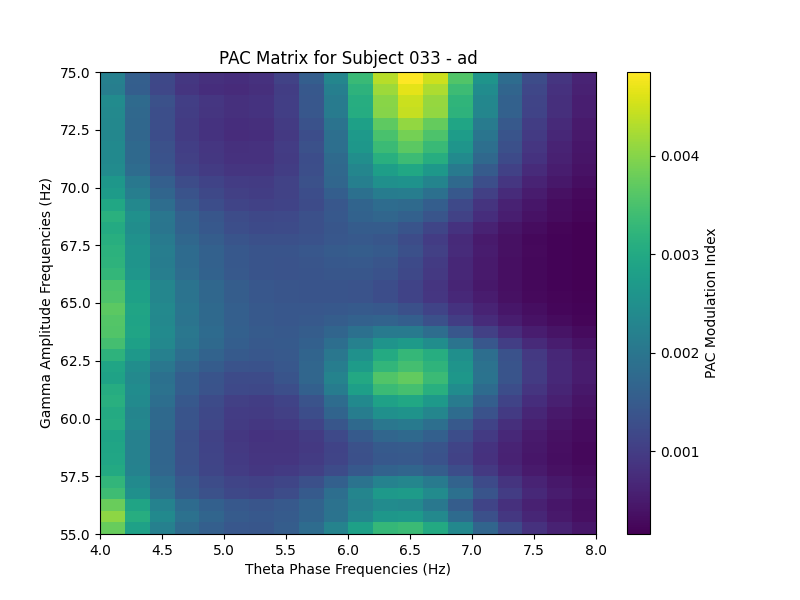 PAC Matrix for Subject 033 - ad
75.0
72.5
70.0
67.5
65.0
62.5
60.0
57.5
55.0
Gamma Amplitude Frequencies (Hz)
4.0 4.5 5.0 5.5 6.0 6.5 7.0 7.5 8.0
Theta Phase Frequencies (Hz)
0.004
0.003
0.002
0.001
PAC Modulation Index